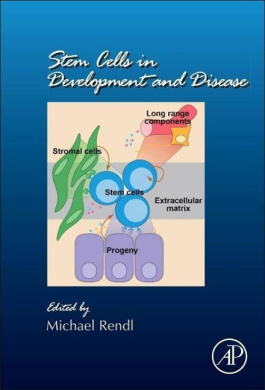 Stem Cells in
Development and Disease
Long range
components
Stromal cells
Stem cells
Extracellular
matrix
Progeny
Edited by
Michael Rendl
AP